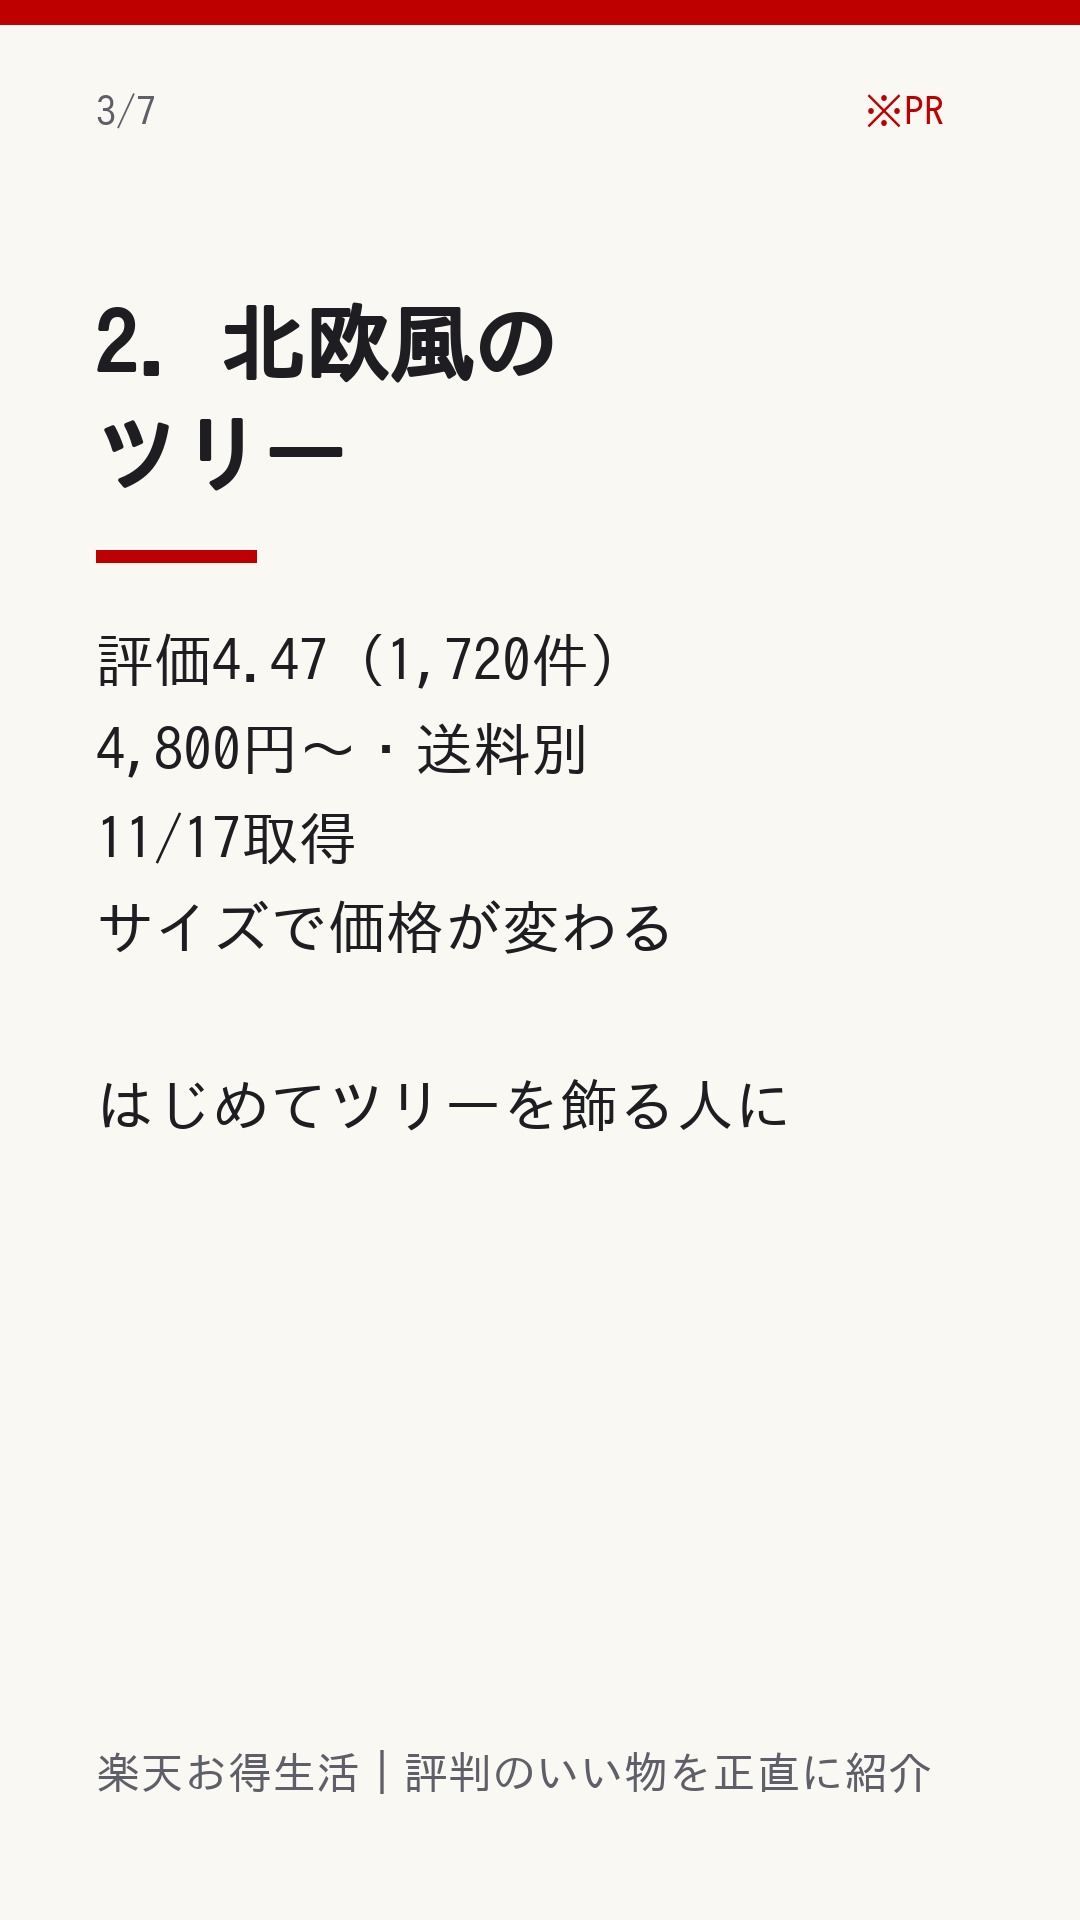 3/7
※PR
2. 北欧風の
ツリー
評価4.47（1,720件）
4,800円〜・送料別
11/17取得
サイズで価格が変わる
はじめてツリーを飾る人に
楽天お得生活｜評判のいい物を正直に紹介